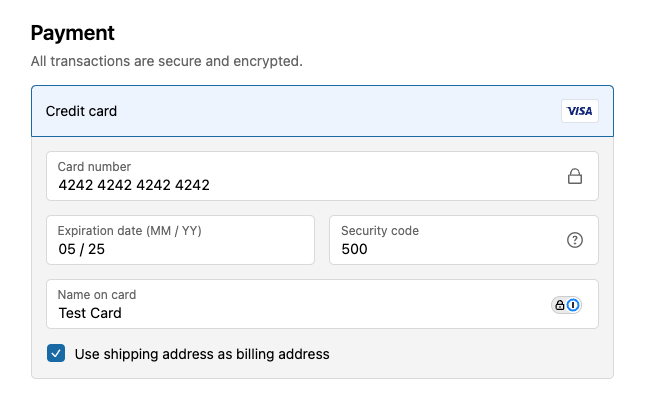 Payment
All transactions are secure and encrypted.
Credit card VISA
Card number
4242 4242 4242 4242
Expiration date (MM / YY) Security code
05 / 25 500
Name on card
Test Card
Use shipping address as billing address